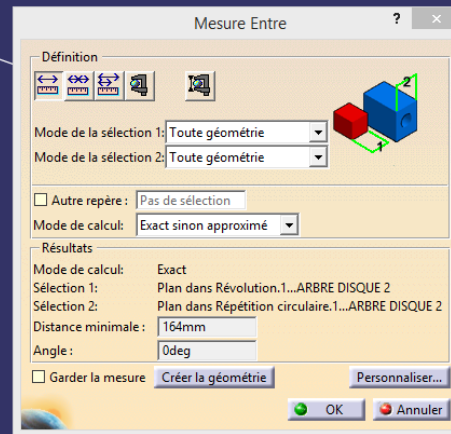 Mesure Entre
?
×
Définition
2
1
Mode de la sélection 1: Toute géométrie
Mode de la sélection 2: Toute géométrie
Autre repère : Pas de sélection
Mode de calcul: Exact sinon approximé
Résultats
Mode de calcul: Exact
Sélection 1: Plan dans Révolution.1...ARBRE DISQUE 2
Sélection 2: Plan dans Répétition circulaire.1...ARBRE DISQUE 2
Distance minimale : 164mm
Angle : 0deg
Garder la mesure Créer la géométrie Personnaliser...
OK Annuler